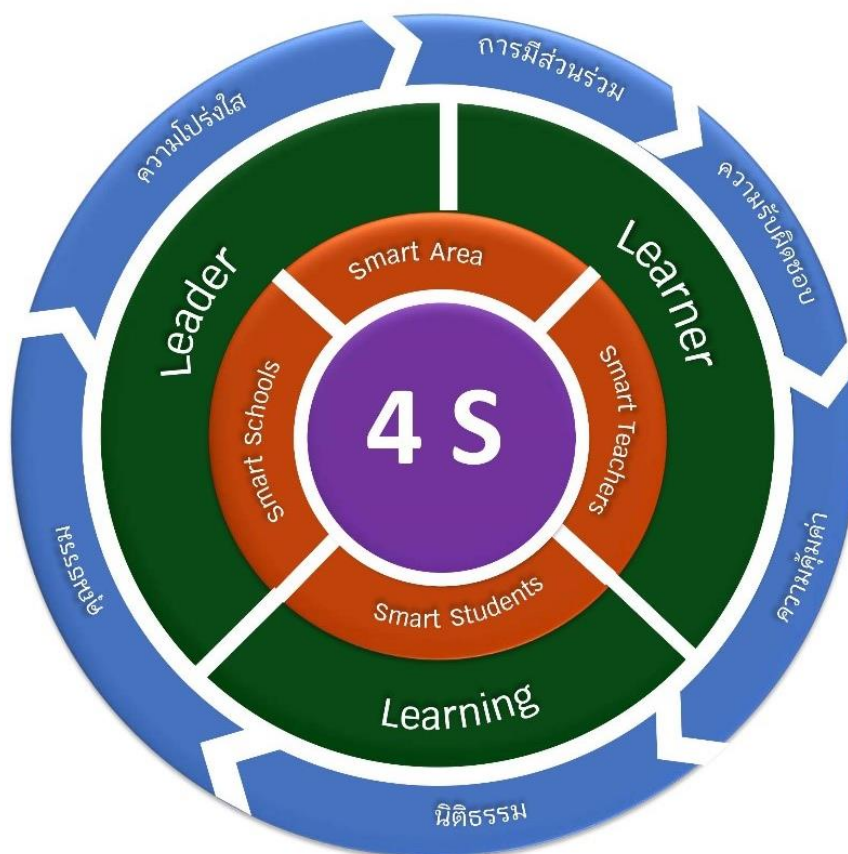 การมีส่วนร่วม
ความรับผิดชอบ
ความคุ้มค่า
นิติธรรม
คุณธรรม
ความโปร่งใส
Leader
Learner
Learning
Smart Area
Smart Teachers
Smart Students
Smart Schools
4 S